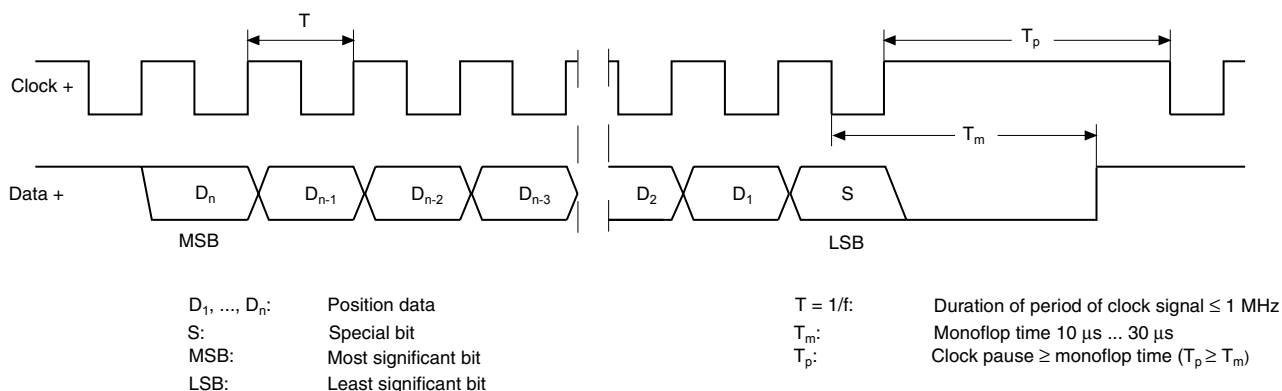 T
T_p
Clock +
T_m
Data +
D_n
D_n-1
D_n-2
D_n-3
D_2
D_1
S
MSB
LSB
D_1, ..., D_n: Position data
S: Special bit
MSB: Most significant bit
LSB: Least significant bit
T = 1/f: Duration of period of clock signal ≤ 1 MHz
T_m: Monoflop time 10 μs ... 30 μs
T_p: Clock pause ≥ monoflop time (T_p ≥ T_m)